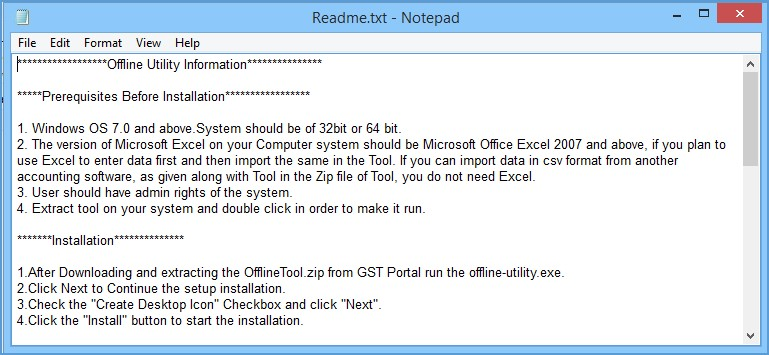 Readme.txt - Notepad
File Edit Format View Help
******************Offline Utility Information***************
*****Prerequisites Before Installation*****************
1. Windows OS 7.0 and above.System should be of 32bit or 64 bit.
2. The version of Microsoft Excel on your Computer system should be Microsoft Office Excel 2007 and above, if you plan to
use Excel to enter data first and then import the same in the Tool. If you can import data in csv format from another
accounting software, as given along with Tool in the Zip file of Tool, you do not need Excel.
3. User should have admin rights of the system.
4. Extract tool on your system and double click in order to make it run.
*******Installation**************
1.After Downloading and extracting the OfflineTool.zip from GST Portal run the offline-utility.exe.
2.Click Next to Continue the setup installation.
3.Check the "Create Desktop Icon" Checkbox and click "Next".
4.Click the "Install" button to start the installation.